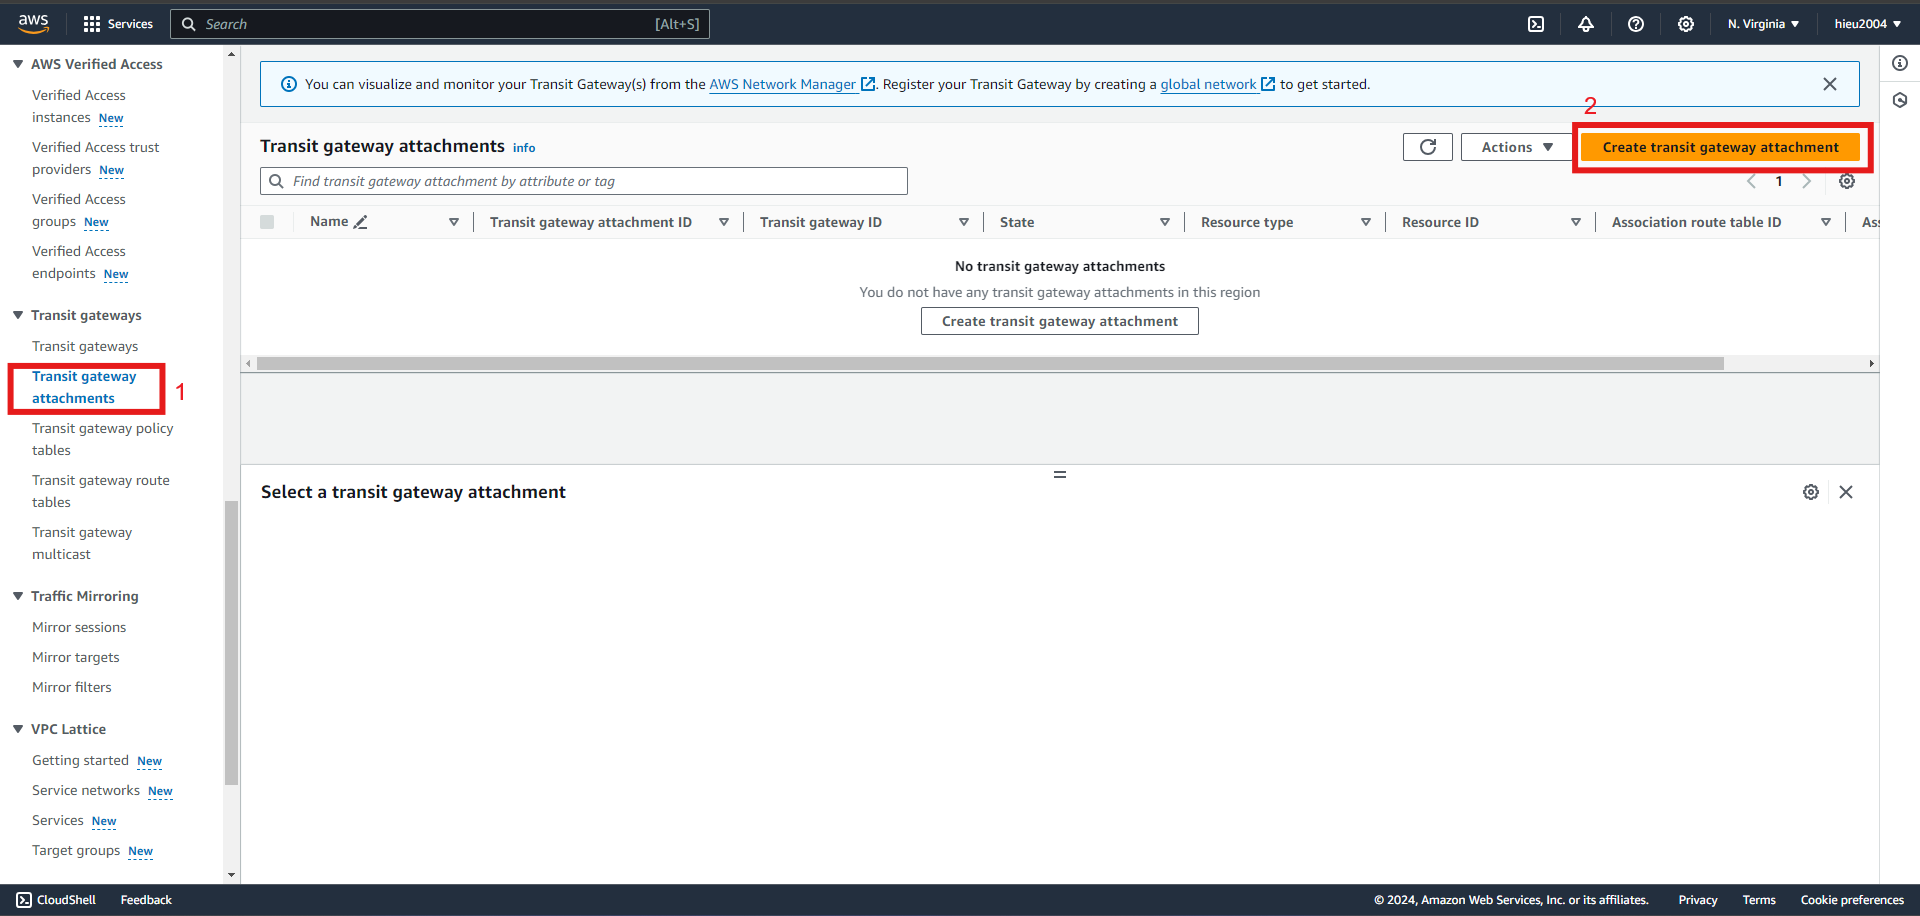 aws
Services
Search
[Alt+S]
N. Virginia
hieu2004
AWS Verified Access
Verified Access
instances New
Verified Access trust
providers New
Verified Access
groups New
Verified Access
endpoints New
Transit gateways
Transit gateways
Transit gateway
attachments
1
Transit gateway policy
tables
Transit gateway route
tables
Transit gateway
multicast
Traffic Mirroring
Mirror sessions
Mirror targets
Mirror filters
VPC Lattice
Getting started New
Service networks New
Services New
Target groups New
You can visualize and monitor your Transit Gateway(s) from the AWS Network Manager. Register your Transit Gateway by creating a global network to get started.
2
Transit gateway attachments info
Actions
Create transit gateway attachment
Find transit gateway attachment by attribute or tag
1
Name
Transit gateway attachment ID
Transit gateway ID
State
Resource type
Resource ID
Association route table ID
As
No transit gateway attachments
You do not have any transit gateway attachments in this region
Create transit gateway attachment
Select a transit gateway attachment
CloudShell
Feedback
© 2024, Amazon Web Services, Inc. or its affiliates.
Privacy
Terms
Cookie preferences